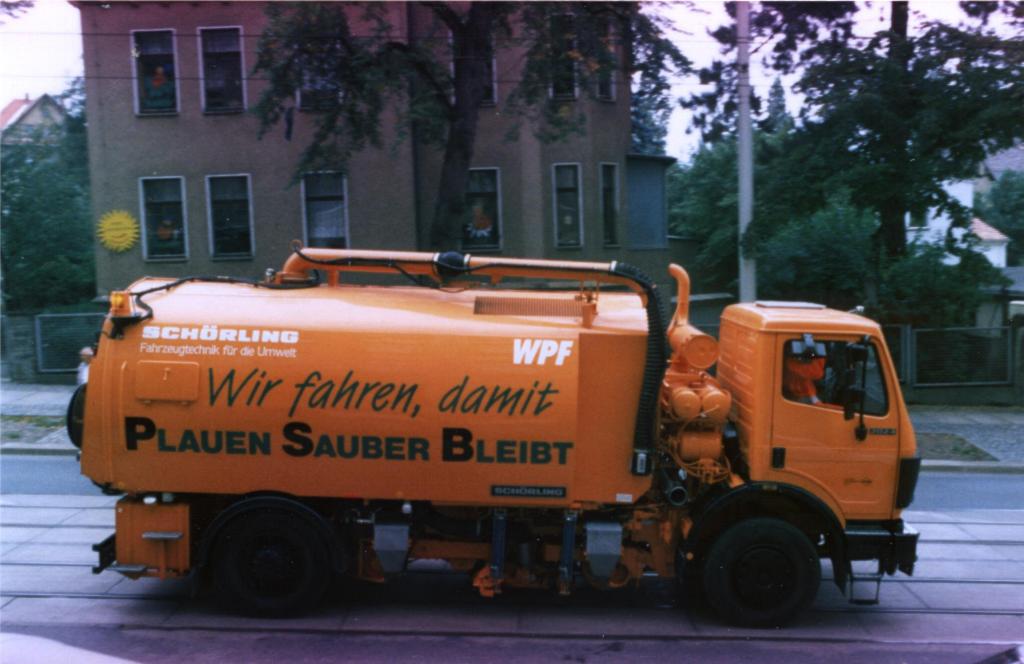 SCHÖRLING
Fahrzeugtechnik für die Umwelt
WPF
Wir fahren, damit
PLAUEN SAUBER BLEIBT
SCHÖRLING